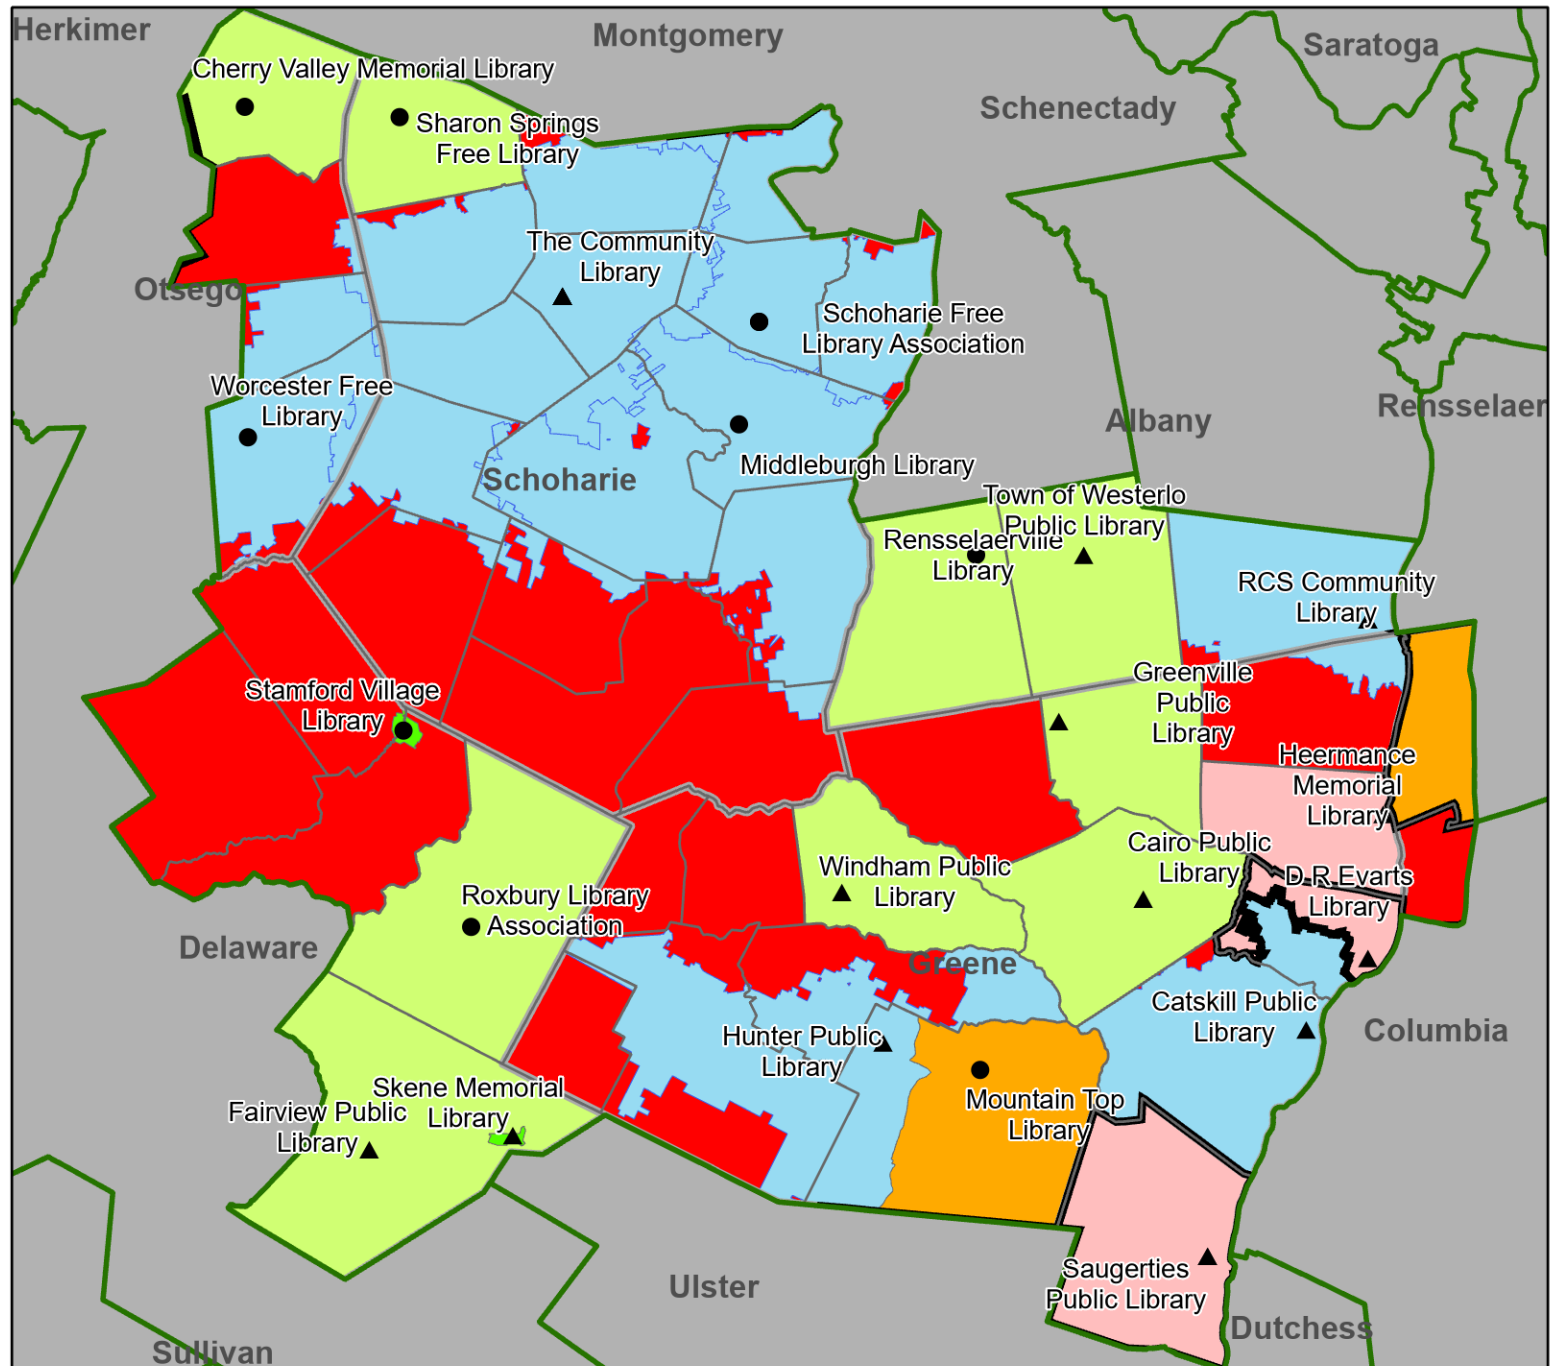 Herkimer
Montgomery
Saratoga
Cherry Valley Memorial Library
Schenectady
Sharon Springs
Free Library
The Community
Library
Otsego
Schoharie Free
Library Association
Worcester Free
Library
Rensselaer
Albany
Middleburgh Library
Schoharie
Town of Westerlo
Public Library
Rensselaerville
Library
RCS Community
Library
Stamford Village
Library
Greenville
Public
Library
Heermance
Memorial
Library
Cairo Public
Library
Windham Public
Library
D R Evarts
Library
Roxbury Library
Association
Delaware
Greene
Catskill Public
Library
Columbia
Hunter Public
Library
Skene Memorial
Library
Fairview Public
Library
Mountain Top
Library
Saugerties
Public Library
Ulster
Dutchess
Sullivan